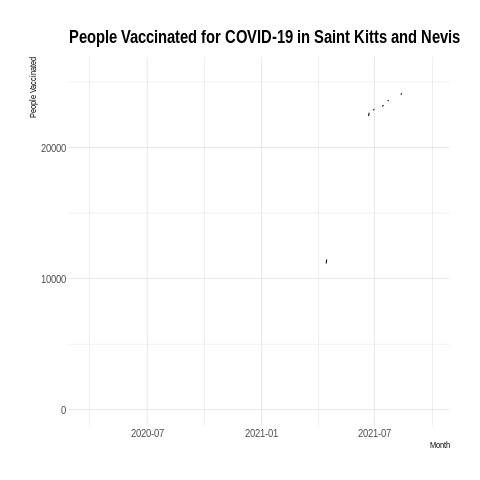 People Vaccinated for COVID-19 in Saint Kitts and Nevis
People Vaccinated
20000
10000
0
2020-07 2021-01 2021-07
Month